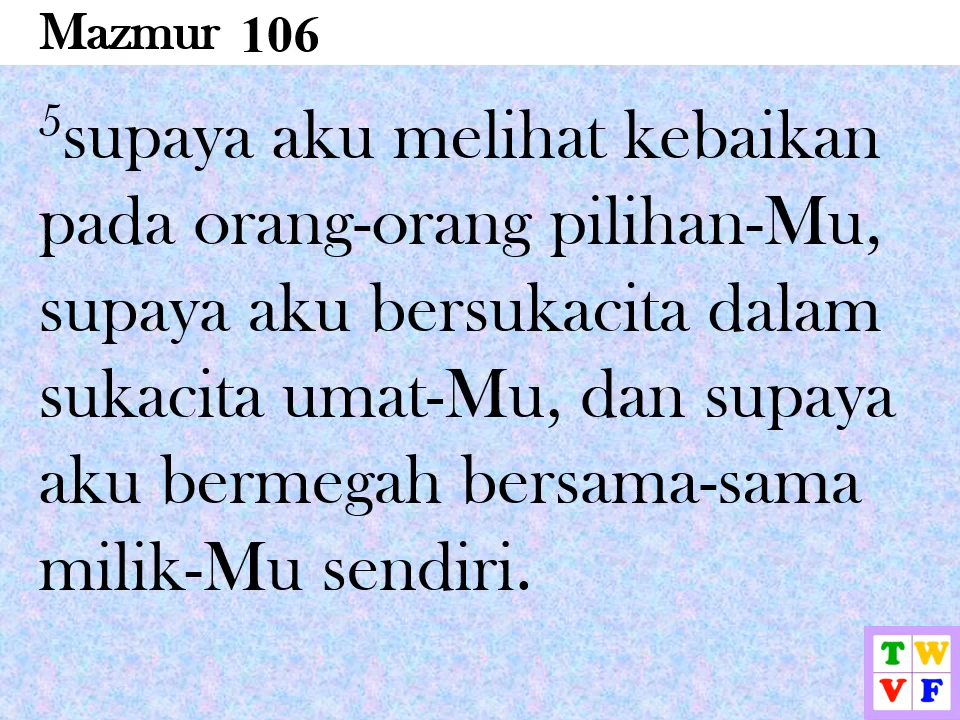 Mazmur 106
5supaya aku melihat kebaikan
pada orang-orang pilihan-Mu,
supaya aku bersukacita dalam
sukacita umat-Mu, dan supaya
aku bermegah bersama-sama
milik-Mu sendiri.
T W
V F